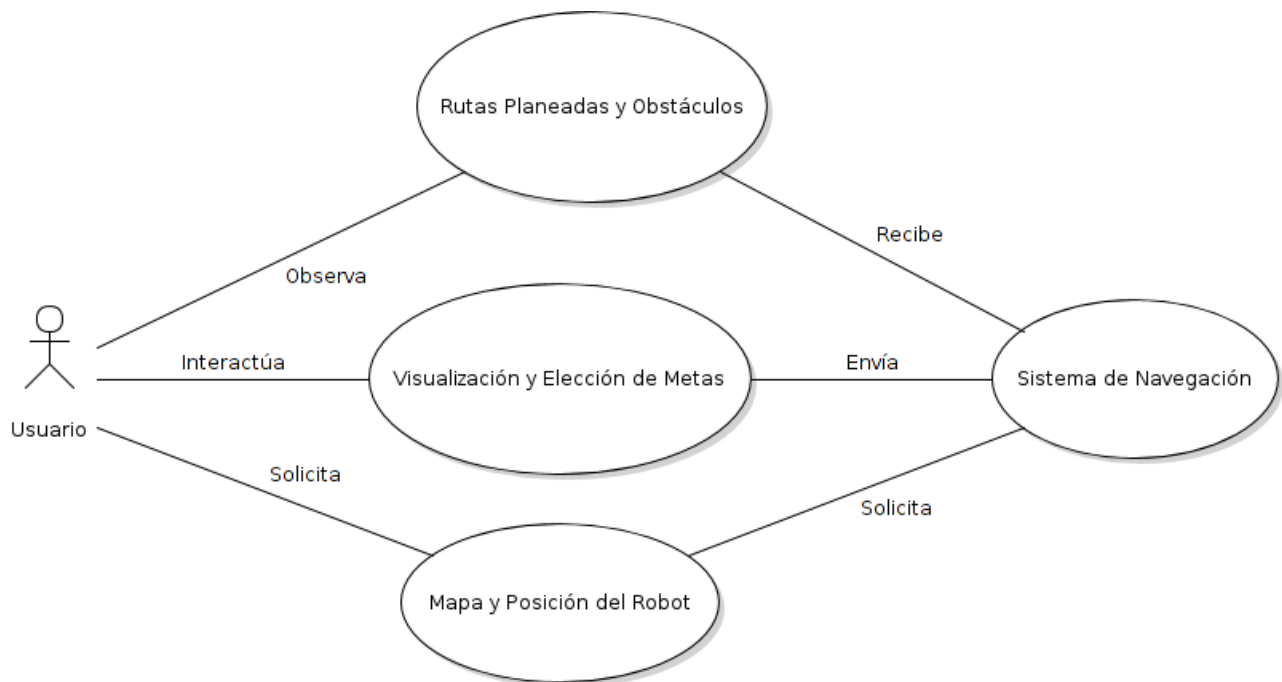 Rutas Planeadas y Obstáculos
Recibe
Observa
Interactúa
Visualización y Elección de Metas
Envía
Sistema de Navegación
Usuario
Solicita
Solicita
Mapa y Posición del Robot